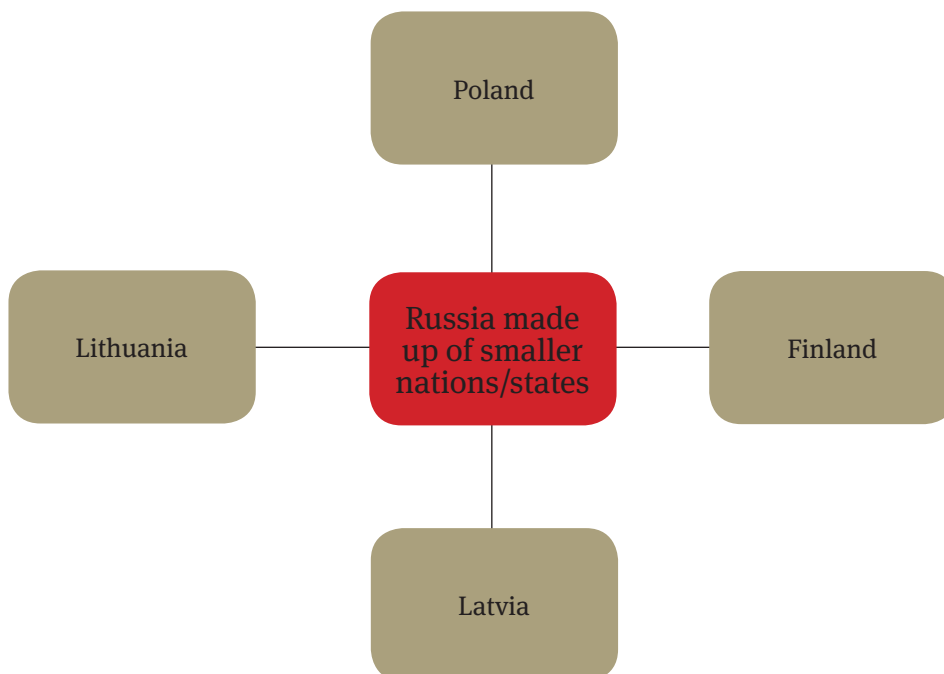 Poland
Lithuania
Russia made
up of smaller
nations/states
Finland
Latvia